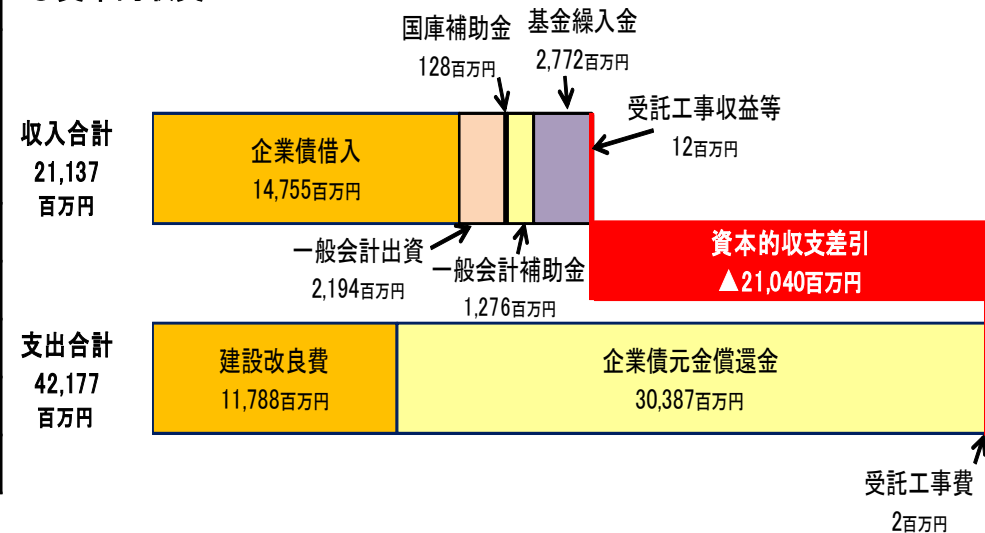 国庫補助金
128百万円
基金繰入金
2,772百万円
受託工事収益等
12百万円
収入合計
21,137
百万円
企業債借入
14,755百万円
一般会計出資
2,194百万円
一般会計補助金
1,276百万円
資本的収支差引
▲21,040百万円
支出合計
42,177
百万円
建設改良費
11,788百万円
企業債元金償還金
30,387百万円
受託工事費
2百万円